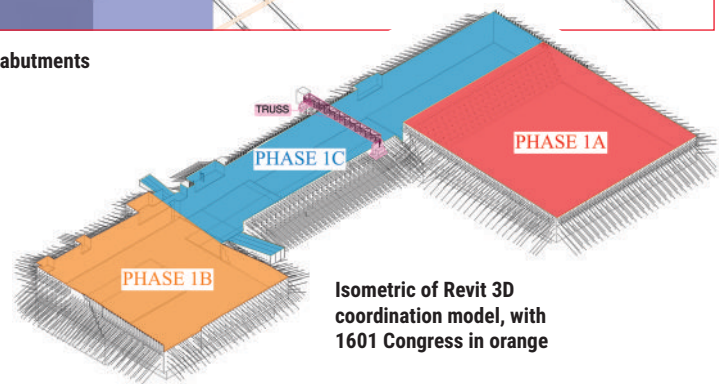 abutments
TRUSS
PHASE 1C
PHASE 1A
PHASE 1B
Isometric of Revit 3D
coordination model, with
1601 Congress in orange